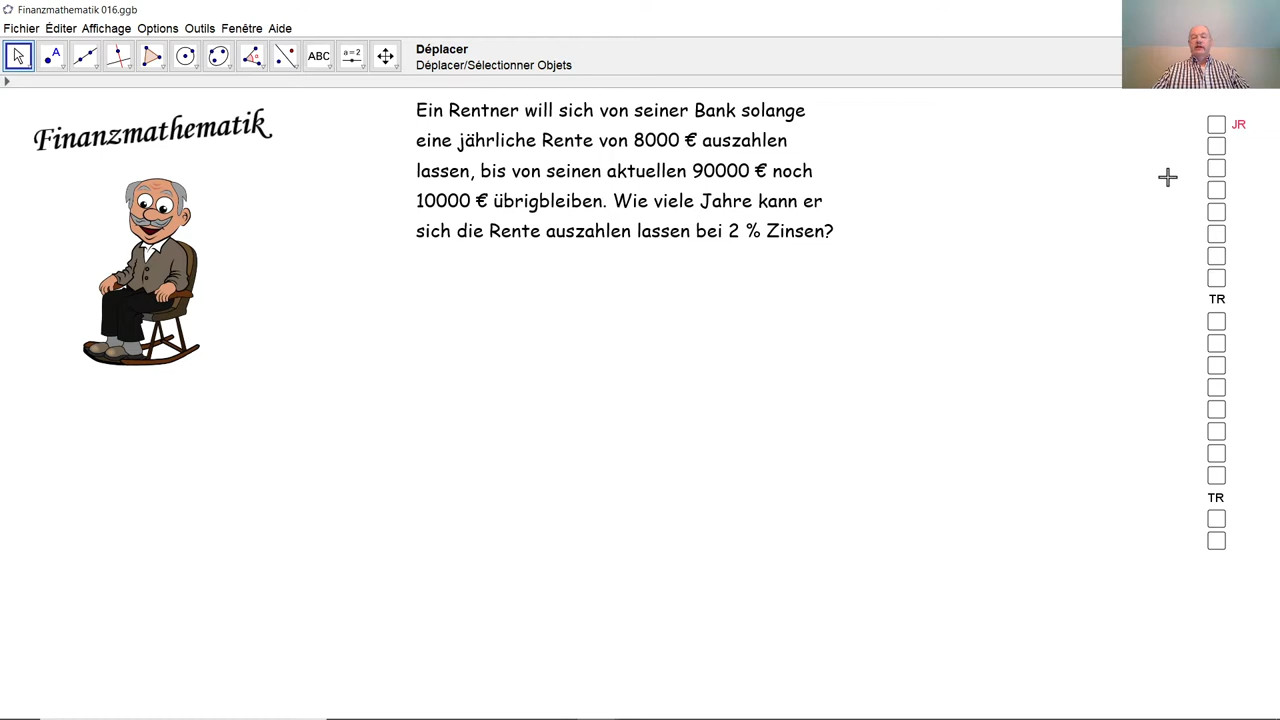 Finanzmathematik 016.ggb
Fichier Éditer Affichage Options Outils Fenêtre Aide
A
ABC
a = 2
Déplacer
Déplacer/Sélectionner Objets
Finanzmathematik
Ein Rentner will sich von seiner Bank solange
eine jährliche Rente von 8000 € auszahlen
lassen, bis von seinen aktuellen 90000 € noch
10000 € übrigbleiben. Wie viele Jahre kann er
sich die Rente auszahlen lassen bei 2 % Zinsen?
JR
TR
TR